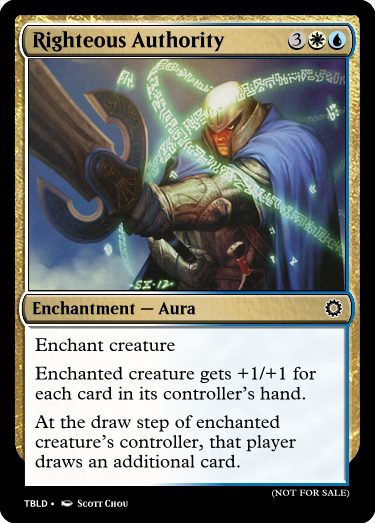 Righteous Authority 3
Enchantment — Aura
Enchant creature
Enchanted creature gets +1/+1 for
each card in its controller's hand.
At the draw step of enchanted
creature's controller, that player
draws an additional card.
(NOT FOR SALE)
TBLD • Scott Chou